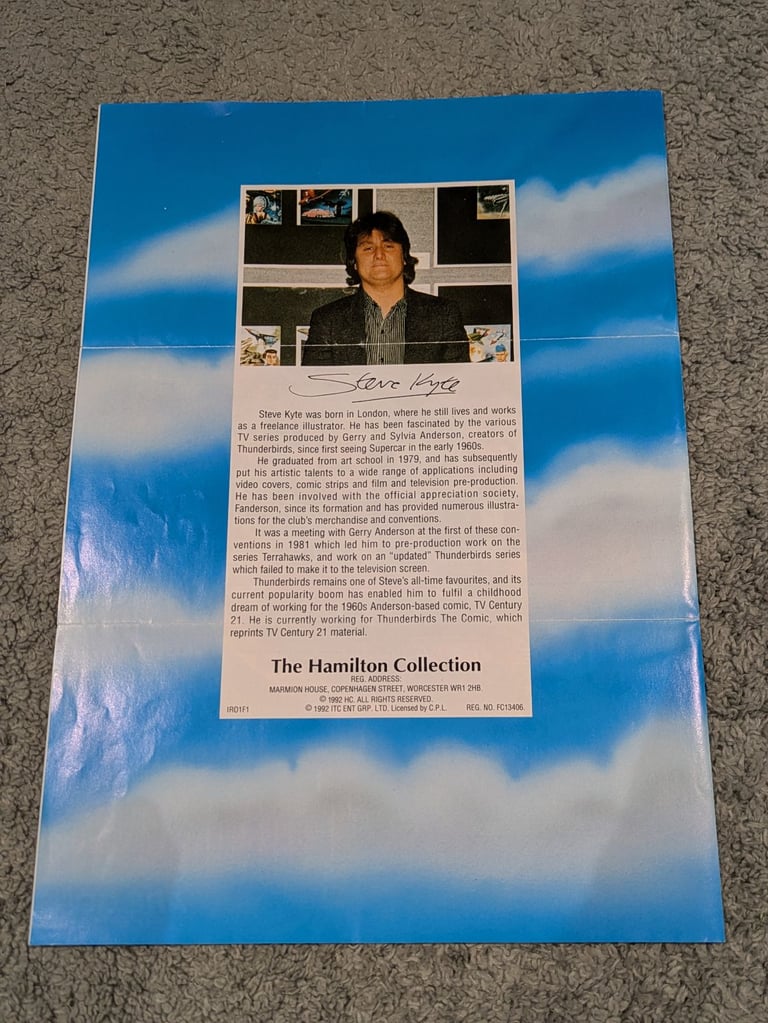 Steve Kyte
Steve Kyte was born in London, where he still lives and works
as a freelance illustrator. He has been fascinated by the various
TV series produced by Gerry and Sylvia Anderson, creators of
Thunderbirds, since first seeing Supercar in the early 1960s.
He graduated from art school in 1979, and has subsequently
put his artistic talents to a wide range of applications including
video covers, comic strips and film and television pre-production.
He has been involved with the official appreciation society,
Fanderson, since its formation and has provided numerous illustra-
tions for the club's merchandise and conventions.
It was a meeting with Gerry Anderson at the first of these con-
ventions in 1981 which led him to pre-production work on the
series Terrahawks, and work on an "updated" Thunderbirds series
which failed to make it to the television screen.
Thunderbirds remains one of Steve's all-time favourites, and its
current popularity boom has enabled him to fulfil a childhood
dream of working for the 1960s Anderson-based comic, TV Century
21. He is currently working for Thunderbirds The Comic, which
reprints TV Century 21 material.
The Hamilton Collection
REG. ADDRESS:
MARMION HOUSE, COPENHAGEN STREET, WORCESTER WR1 2HB.
© 1992 HC. ALL RIGHTS RESERVED.
IRD1F1 © 1992 ITC ENT GRP. LTD. Licensed by C.P.L. REG. NO. FC13406.